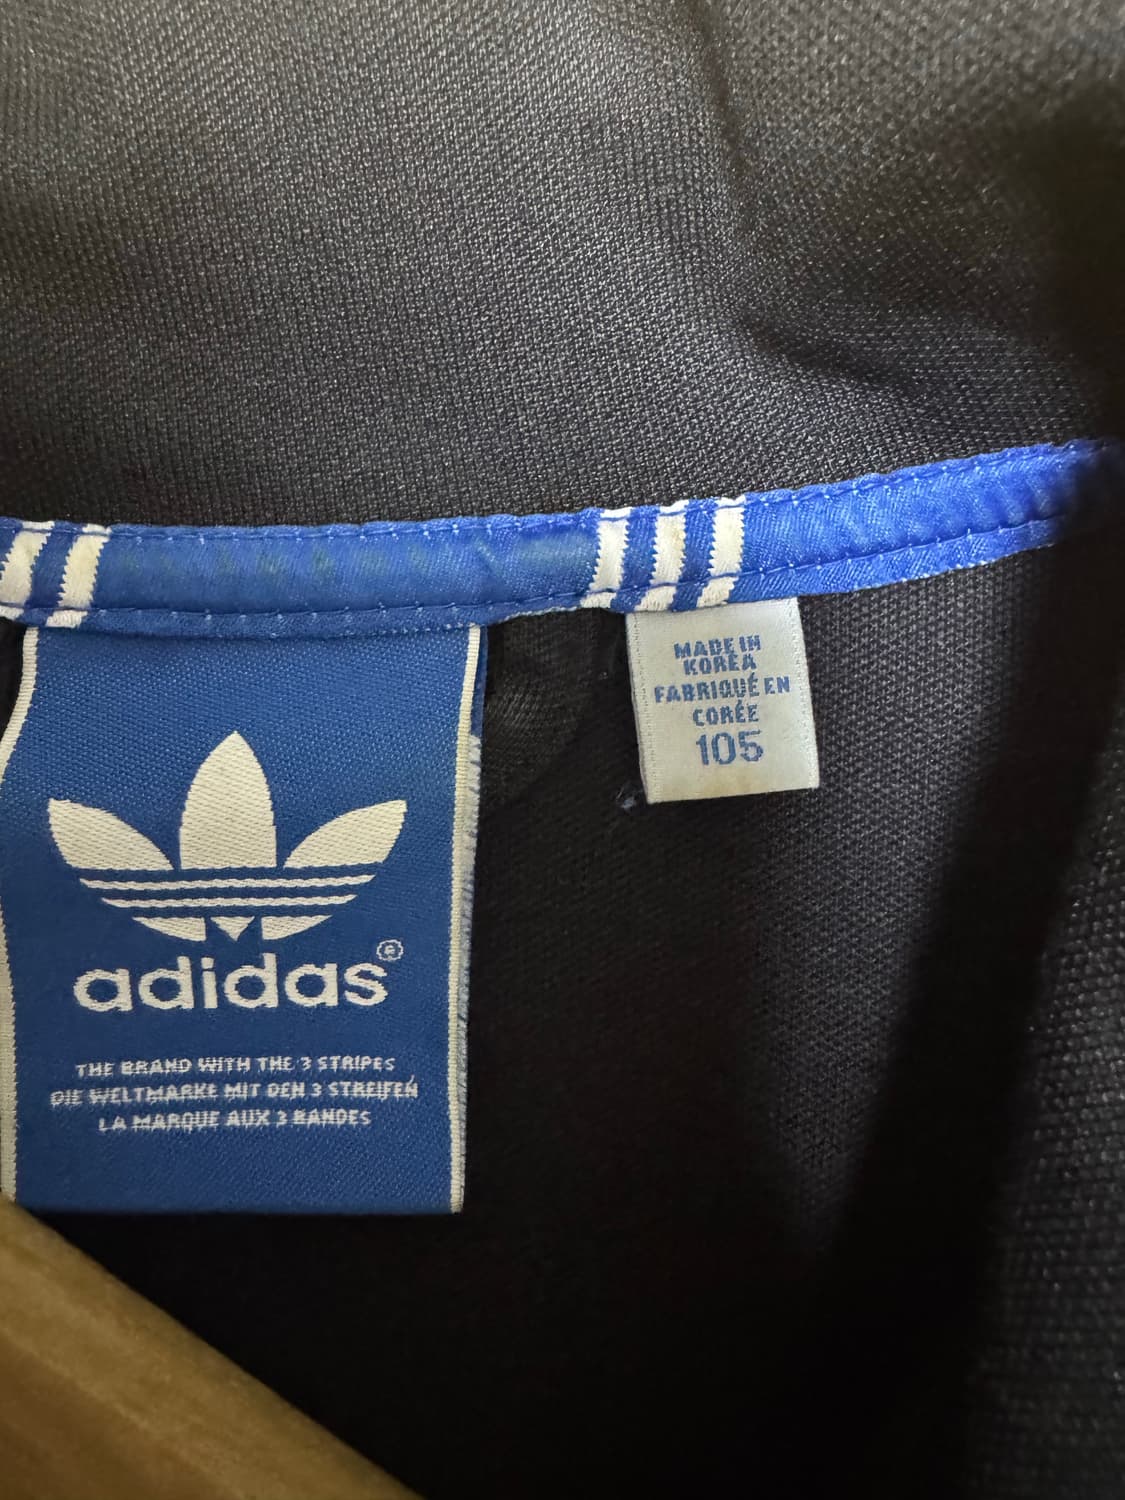 MADE IN
KOREA
FABRIQUÉ EN
CORÉE
105
adidas®
THE BRAND WITH THE 3 STRIPES
DIE WELTMARKE MIT DEN 3 STREIFEN
LA MARQUE AUX 3 BANDES